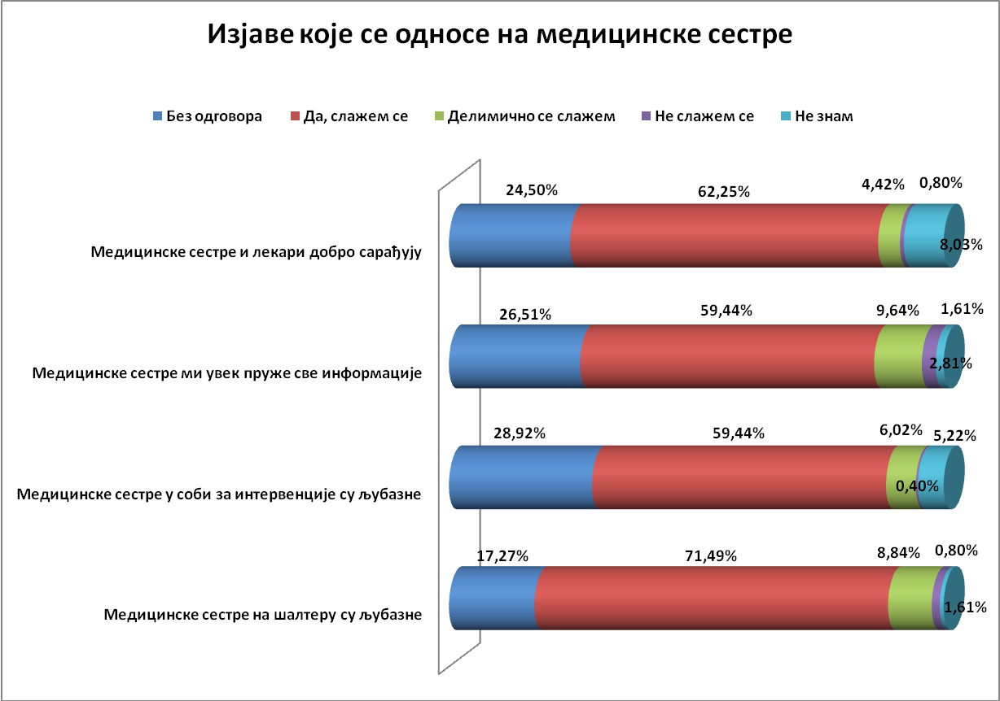 Изјаве које се односе на медицинске сестре
Без одговора Да, слажем се Делимично се слажем Не слажем се Не знам
24,50% 62,25% 4,42% 0,80%
8,03%
Медицинске сестре и лекари добро сарађују
26,51% 59,44% 9,64% 1,61%
2,81%
Медицинске сестре ми увек пруже све информације
28,92% 59,44% 6,02% 5,22%
0,40%
Медицинске сестре у соби за интервенције су љубазне
17,27% 71,49% 8,84% 0,80%
1,61%
Медицинске сестре на шалтеру су љубазне